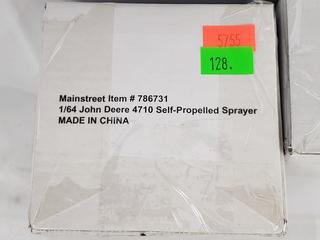 5755
128.
Mainstreet Item # 786731
1/64 John Deere 4710 Self-Propelled Sprayer
MADE IN CHiNA